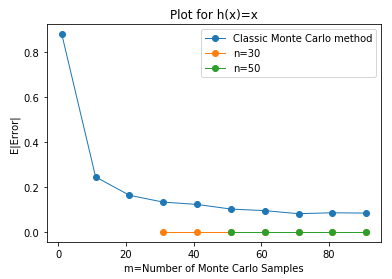 Plot for h(x)=x
Classic Monte Carlo method
n=30
n=50
E|Error|
0.8
0.6
0.4
0.2
0.0
0
20
40
60
80
m=Number of Monte Carlo Samples